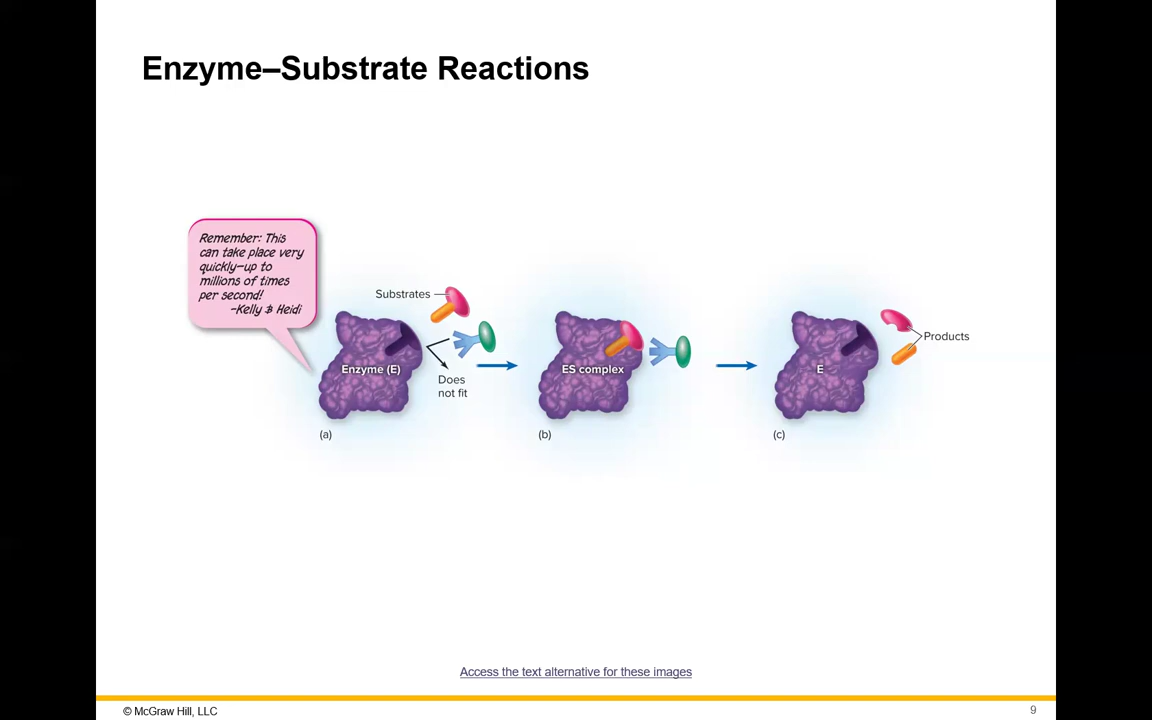 Enzyme–Substrate Reactions
Remember: This
can take place very
quickly–up to
millions of times
per second!
–Kelly & Heidi
Substrates
Enzyme (E)
Does
not fit
(a)
ES complex
(b)
E
Products
(c)
Access the text alternative for these images
© McGraw Hill, LLC
9